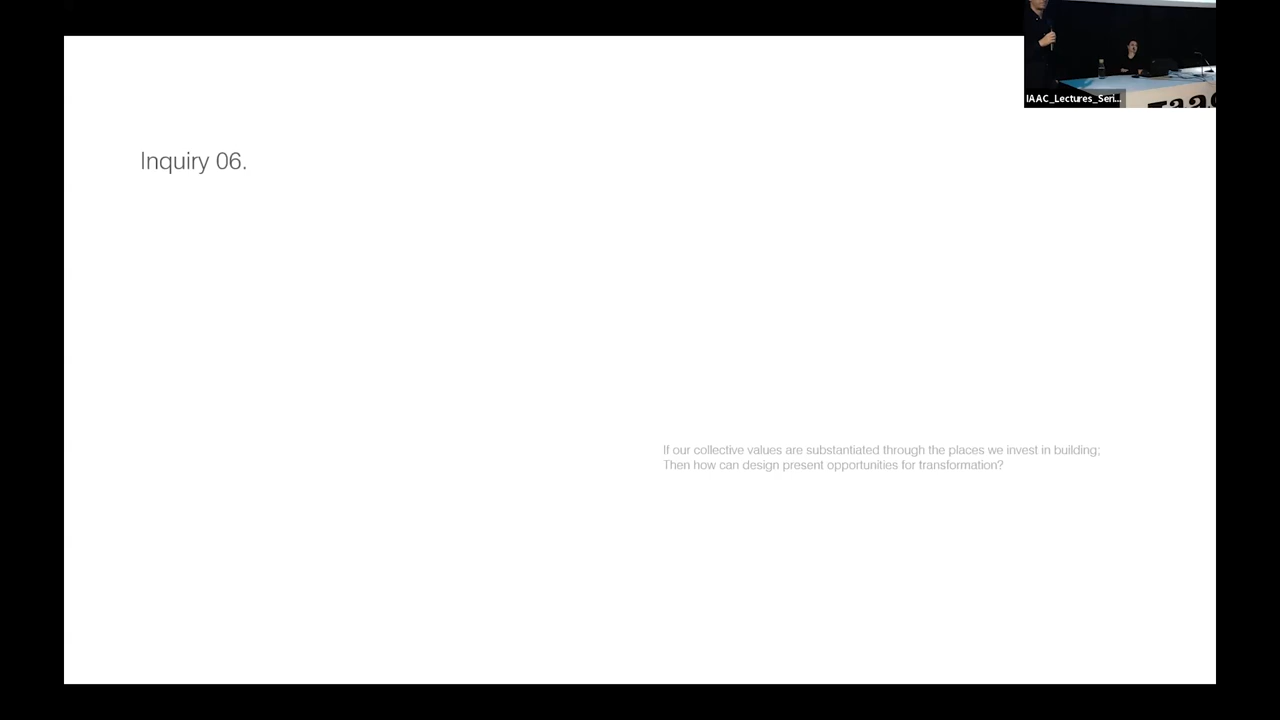 IAAC_Lectures_Seri...
Iaac
Inquiry 06.
If our collective values are substantiated through the places we invest in building;
Then how can design present opportunities for transformation?